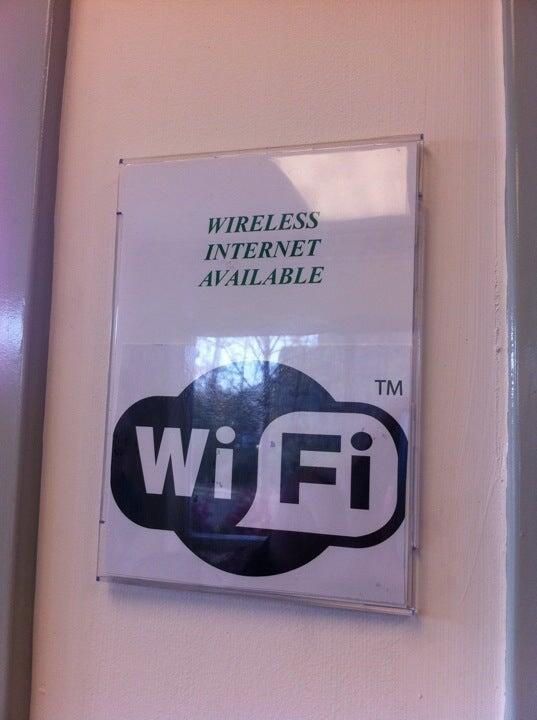 WIRELESS
INTERNET
AVAILABLE
TM
Wi Fi